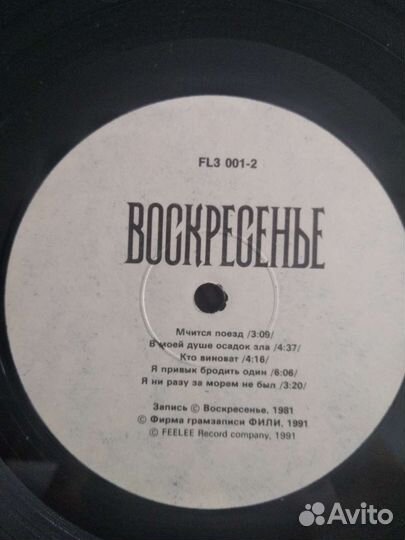 FL3 001-2
ВОСКРЕСЕНЬЕ
Мчится поезд /3:09/
В моей душе осадок зла /4:37/
Кто виноват /4:16/
Я привык бродить один /6:06/
Я ни разу за морем не был /3:20/
Запись © Воскресенье, 1981
© Фирма грамзаписи ФИЛИ, 1991
© FEELEE Record company, 1991
Avito